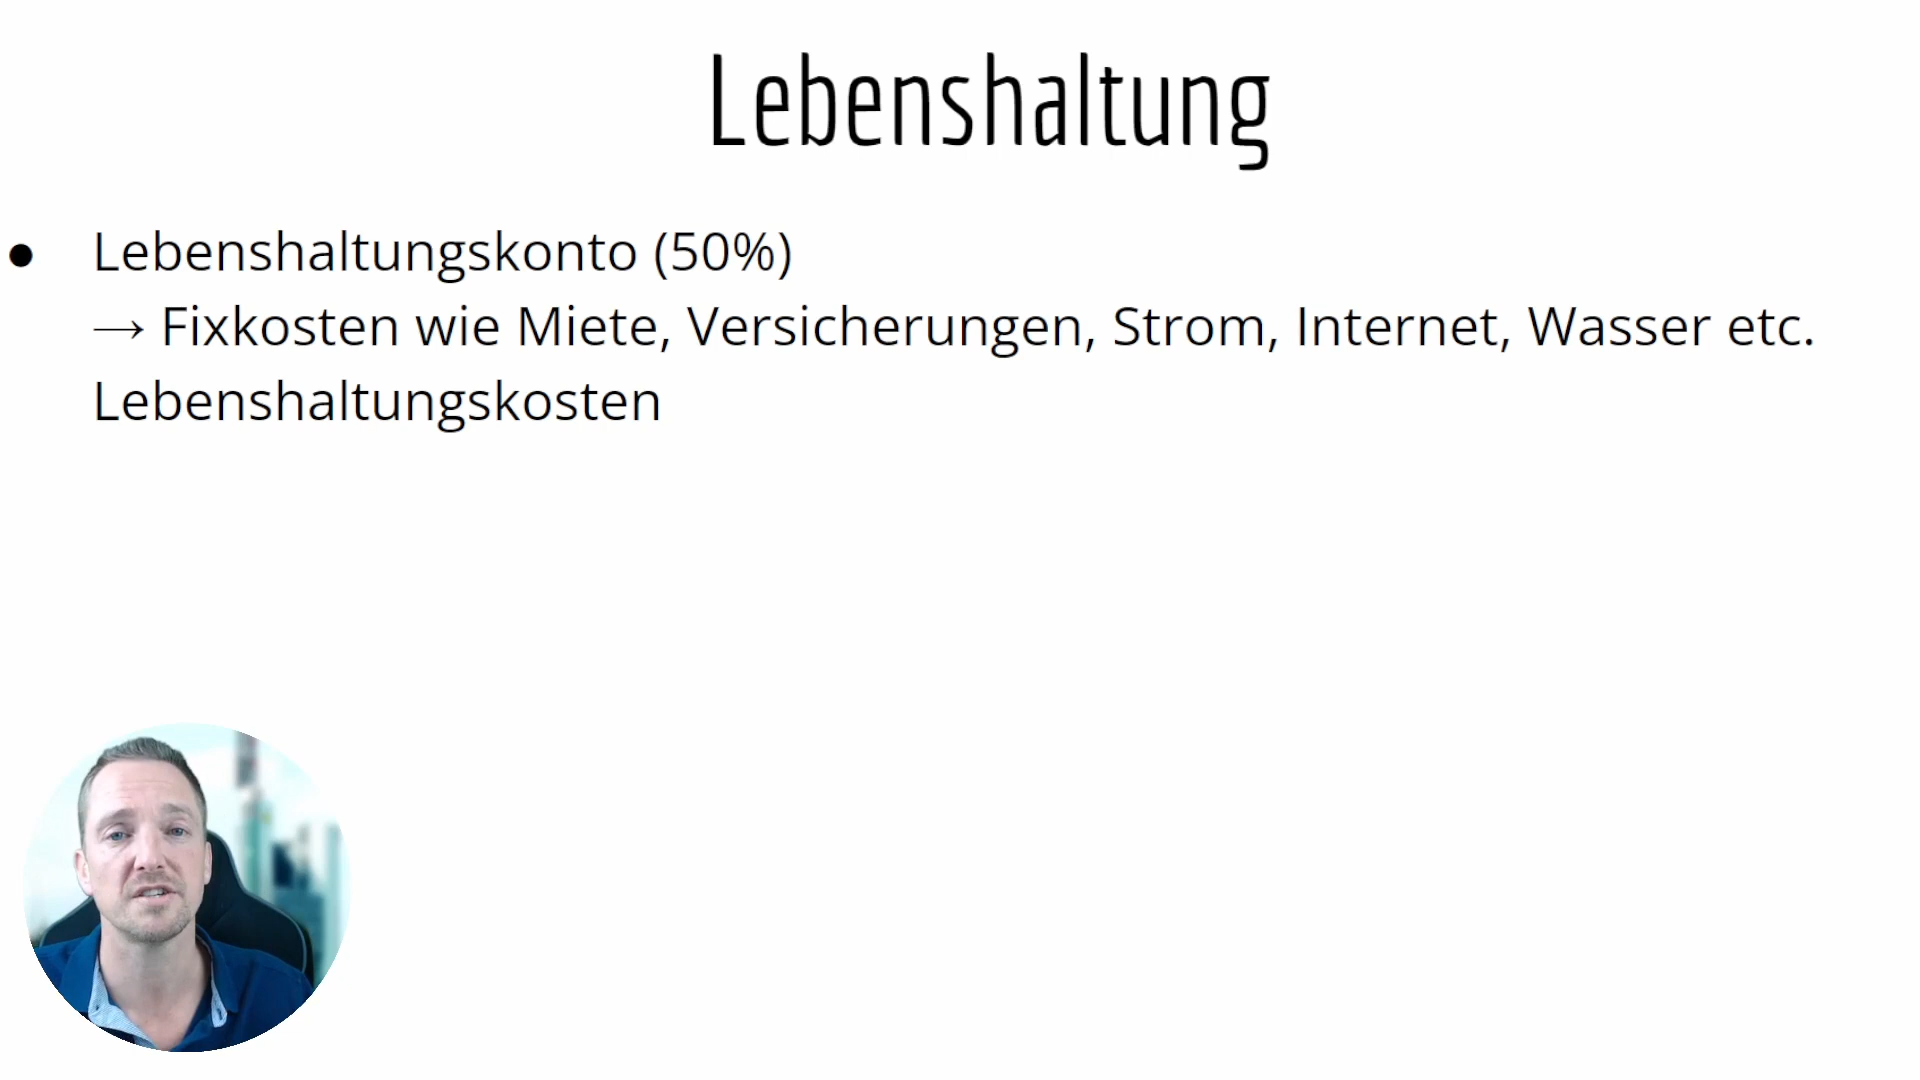 Lebenshaltung
● Lebenshaltungskonto (50%)
→ Fixkosten wie Miete, Versicherungen, Strom, Internet, Wasser etc.
Lebenshaltungskosten